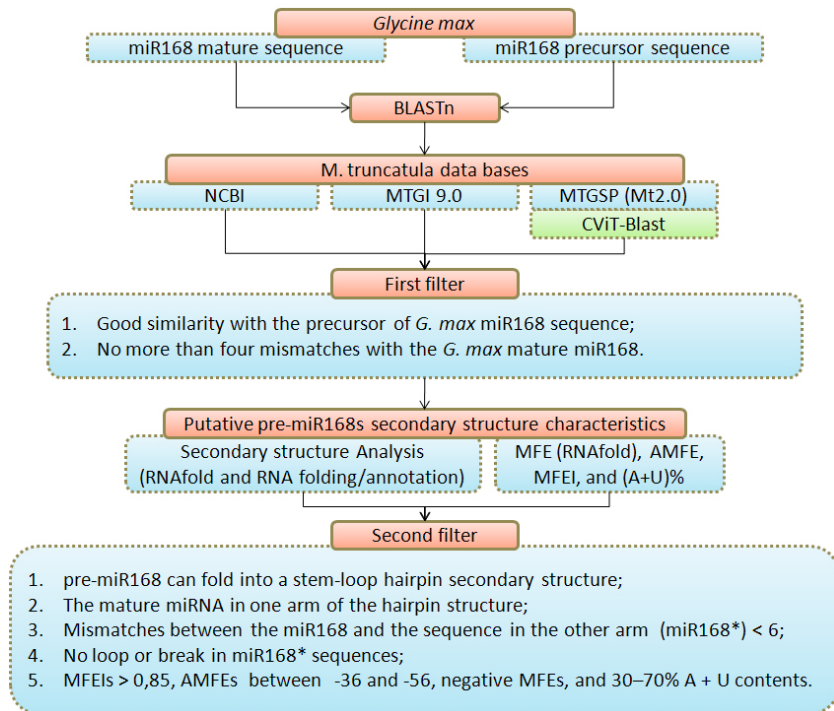 Glycine max
miR168 mature sequence
miR168 precursor sequence
BLASTn
M. truncatula data bases
NCBI
MTGI 9.0
MTGSP (Mt2.0)
CViT-Blast
First filter
1. Good similarity with the precursor of G. max miR168 sequence;
2. No more than four mismatches with the G. max mature miR168.
Putative pre-miR168s secondary structure characteristics
Secondary structure Analysis
(RNAfold and RNA folding/annotation)
MFE (RNAfold), AMFE,
MFEI, and (A+U)%
Second filter
1. pre-miR168 can fold into a stem-loop hairpin secondary structure;
2. The mature miRNA in one arm of the hairpin structure;
3. Mismatches between the miR168 and the sequence in the other arm (miR168*) < 6;
4. No loop or break in miR168* sequences;
5. MFEIs > 0,85, AMFEs between -36 and -56, negative MFEs, and 30–70% A + U contents.